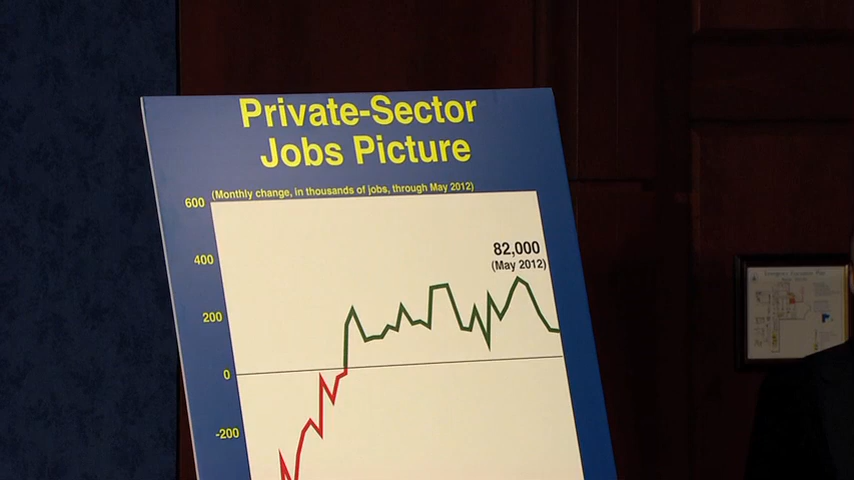 Private-Sector
Jobs Picture
(Monthly change, in thousands of jobs, through May 2012)
600
400
200
0
-200
82,000
(May 2012)